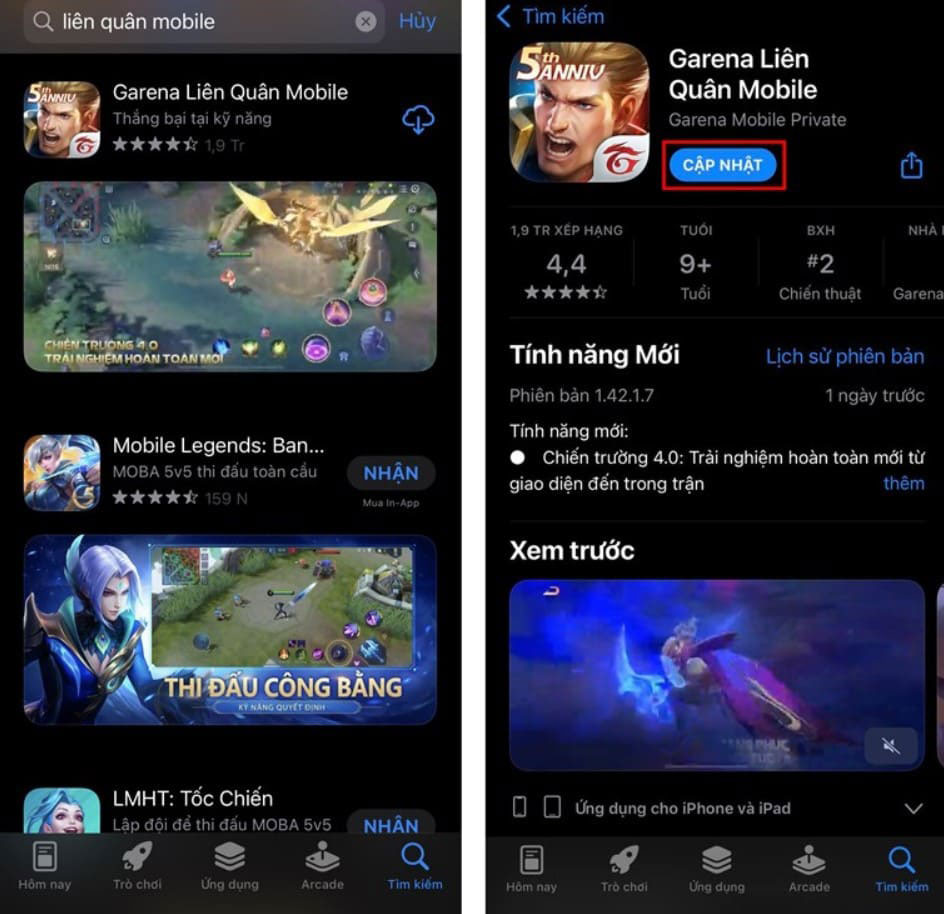 liên quân mobile
Hủy
5th
ANNIV
Garena Liên Quân Mobile
Thắng bại tại kỹ năng
1,9 Tr
CHIẾN TRƯỜNG 4.0
TRẢI NGHIỆM HOÀN TOÀN MỚI
Mobile Legends: Ban...
MOBA 5v5 thi đấu toàn cầu
NHẬN
159 N
Mua In-App
THI ĐẤU CÔNG BẰNG
KỸ NĂNG QUYẾT ĐỊNH
LMHT: Tốc Chiến
Lập đội để thi đấu MOBA 5v5
NHẬN
Hôm nay
Trò chơi
Ứng dụng
Arcade
Tìm kiếm
Tìm kiếm
5th
ANNIV
Garena Liên
Quân Mobile
Garena Mobile Private
CẬP NHẬT
1,9 TR XẾP HẠNG
TUỔI
BXH
NHÀ
4,4
9+
#2
Tuổi
Chiến thuật
Garena
Tính năng Mới
Lịch sử phiên bản
Phiên bản 1.42.1.7
1 ngày trước
Tính năng mới:
● Chiến trường 4.0: Trải nghiệm hoàn toàn mới từ
giao diện đến trong trận
thêm
Xem trước
Ứng dụng cho iPhone và iPad
Hôm nay
Trò chơi
Ứng dụng
Arcade
Tìm kiếm